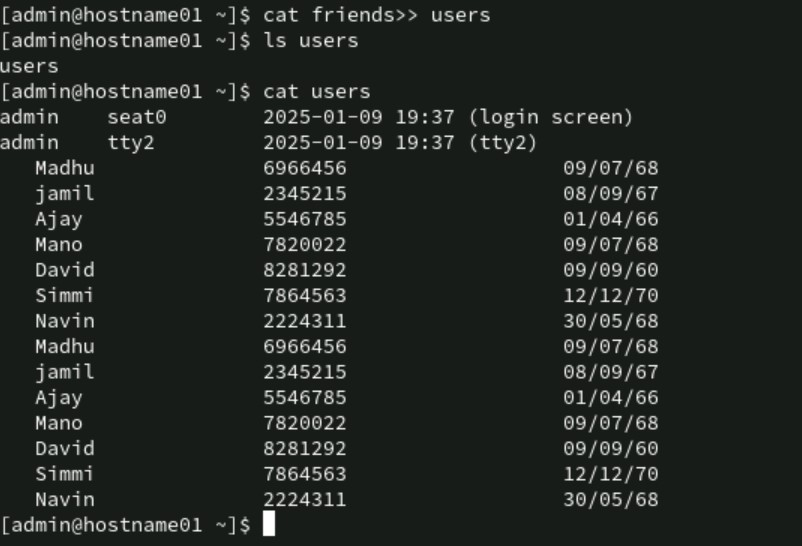 [admin@hostname01 ~]$ cat friends>> users
[admin@hostname01 ~]$ ls users
users
[admin@hostname01 ~]$ cat users
admin    seat0        2025-01-09 19:37 (login screen)
admin    tty2         2025-01-09 19:37 (tty2)
   Madhu              6966456                  09/07/68
   jamil              2345215                  08/09/67
   Ajay               5546785                  01/04/66
   Mano               7820022                  09/07/68
   David              8281292                  09/09/60
   Simmi              7864563                  12/12/70
   Navin              2224311                  30/05/68
   Madhu              6966456                  09/07/68
   jamil              2345215                  08/09/67
   Ajay               5546785                  01/04/66
   Mano               7820022                  09/07/68
   David              8281292                  09/09/60
   Simmi              7864563                  12/12/70
   Navin              2224311                  30/05/68
[admin@hostname01 ~]$